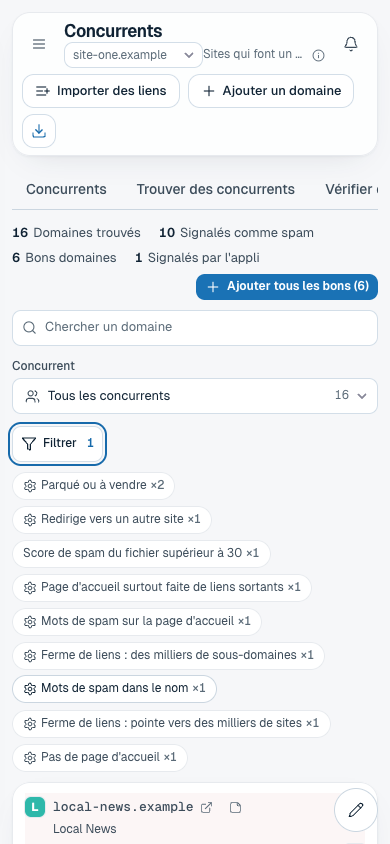 Concurrents
site-one.example Sites qui font un ...
Importer des liens
Ajouter un domaine
Concurrents Trouver des concurrents Vérifier
16 Domaines trouvés 10 Signalés comme spam
6 Bons domaines 1 Signalés par l'appli
Ajouter tous les bons (6)
Chercher un domaine
Concurrent
Tous les concurrents 16
Filtrer 1
Parqué ou à vendre ×2
Redirige vers un autre site ×1
Score de spam du fichier supérieur à 30 ×1
Page d'accueil surtout faite de liens sortants ×1
Mots de spam sur la page d'accueil ×1
Ferme de liens : des milliers de sous-domaines ×1
Mots de spam dans le nom ×1
Ferme de liens : pointe vers des milliers de sites ×1
Pas de page d'accueil ×1
L local-news.example
Local News